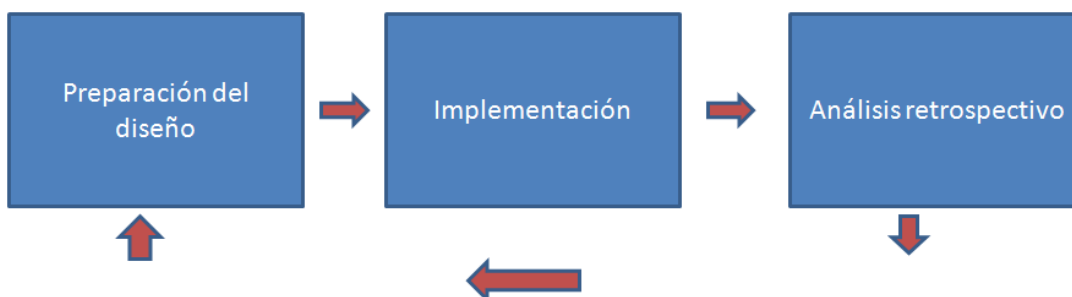 Preparación del
diseño
Implementación
Análisis retrospectivo